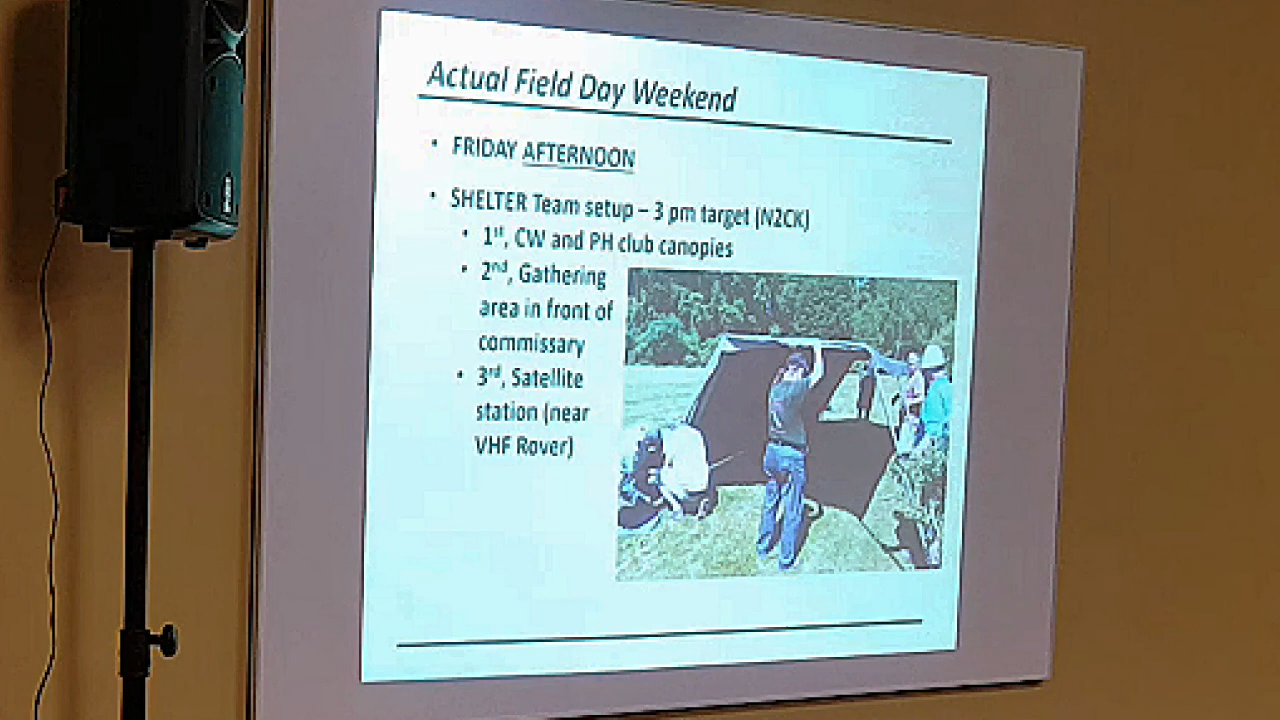 Actual Field Day Weekend
• FRIDAY AFTERNOON
• SHELTER Team setup – 3 pm target (N2CK)
• 1st, CW and PH club canopies
• 2nd, Gathering
area in front of
commissary
• 3rd, Satellite
station (near
VHF Rover)